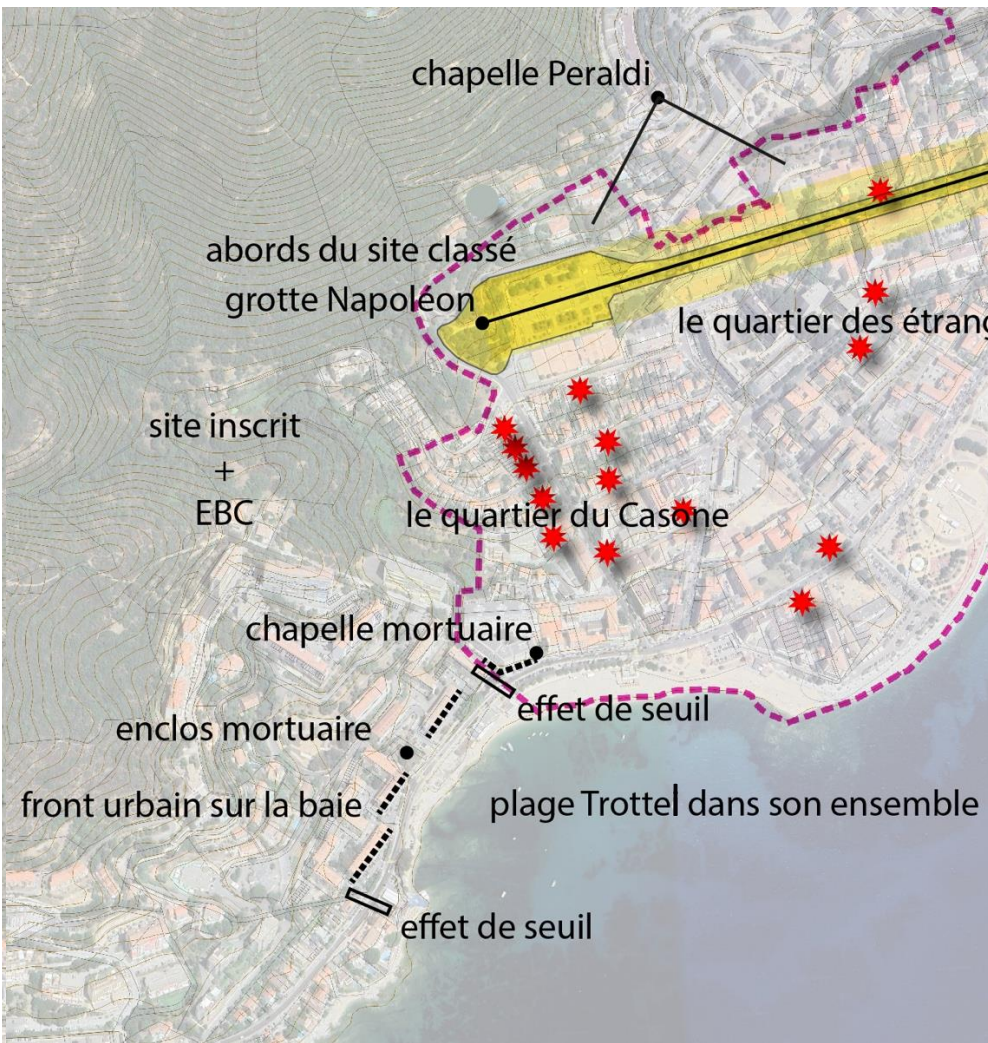 chapelle Peraldi
abords du site classé
grotte Napoléon
le quartier des étrang
site inscrit
+
EBC
le quartier du Casone
chapelle mortuaire
effet de seuil
enclos mortuaire
front urbain sur la baie
plage Trottel dans son ensemble
effet de seuil